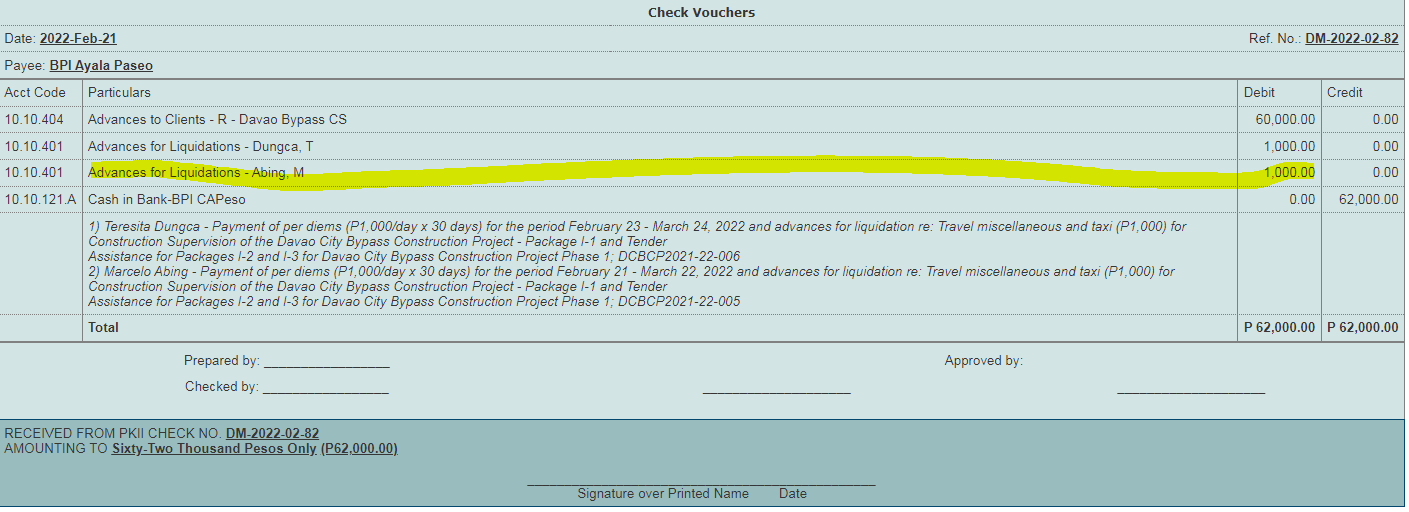 Check Vouchers
Date: 2022-Feb-21 Ref. No.: DM-2022-02-82
Payee: BPI Ayala Paseo
Acct Code Particulars Debit Credit
10.10.404 Advances to Clients - R - Davao Bypass CS 60,000.00 0.00
10.10.401 Advances for Liquidations - Dungca, T 1,000.00 0.00
10.10.401 Advances for Liquidations - Abing, M 1,000.00 0.00
10.10.121.A Cash in Bank-BPI CAPeso 0.00 62,000.00
1) Teresita Dungca - Payment of per diems (P1,000/day x 30 days) for the period February 23 - March 24, 2022 and advances for liquidation re: Travel miscellaneous and taxi (P1,000) for
Construction Supervision of the Davao City Bypass Construction Project - Package I-1 and Tender
Assistance for Packages I-2 and I-3 for Davao City Bypass Construction Project Phase 1; DCBCP2021-22-006
2) Marcelo Abing - Payment of per diems (P1,000/day x 30 days) for the period February 21 - March 22, 2022 and advances for liquidation re: Travel miscellaneous and taxi (P1,000) for
Construction Supervision of the Davao City Bypass Construction Project - Package I-1 and Tender
Assistance for Packages I-2 and I-3 for Davao City Bypass Construction Project Phase 1; DCBCP2021-22-005
Total P 62,000.00 P 62,000.00
Prepared by: _________________ Approved by:
Checked by: _________________ ____________________ ____________________
RECEIVED FROM PKII CHECK NO. DM-2022-02-82
AMOUNTING TO Sixty-Two Thousand Pesos Only (P62,000.00)
Signature over Printed Name Date